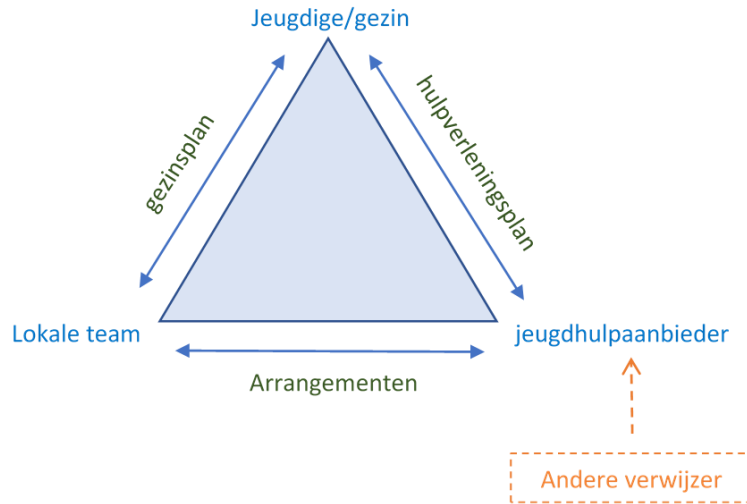 Jeugdige/gezin
gezinsplan
hulpverleningsplan
Lokale team
jeugdhulpaanbieder
Arrangementen
Andere verwijzer